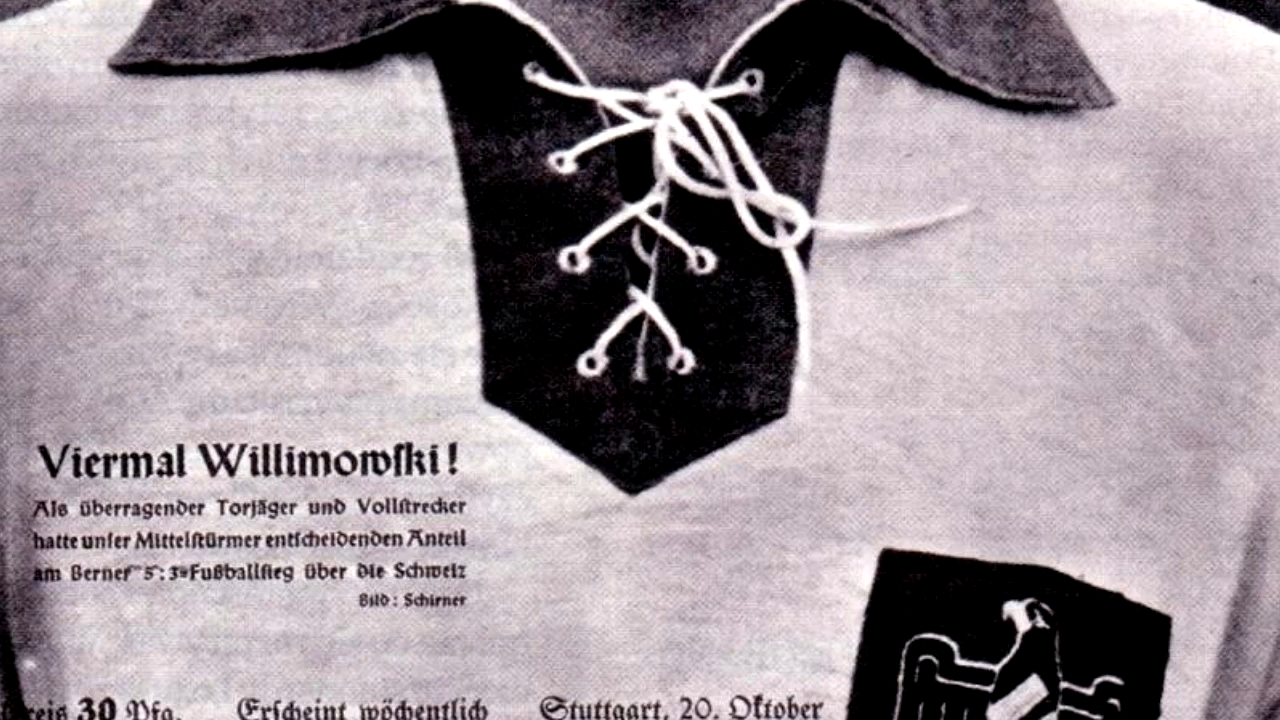 Viermal Willimowſki!
Als überragender Torjäger und Vollſtrecker
hatte unſer Mittelſtürmer entſcheidenden Anteil
am Berner 5:3=Fußballſieg über die Schweiz
Bild: Schirner
30 Pfg. Erſcheint wöchentlich Stuttgart, 20. Oktober